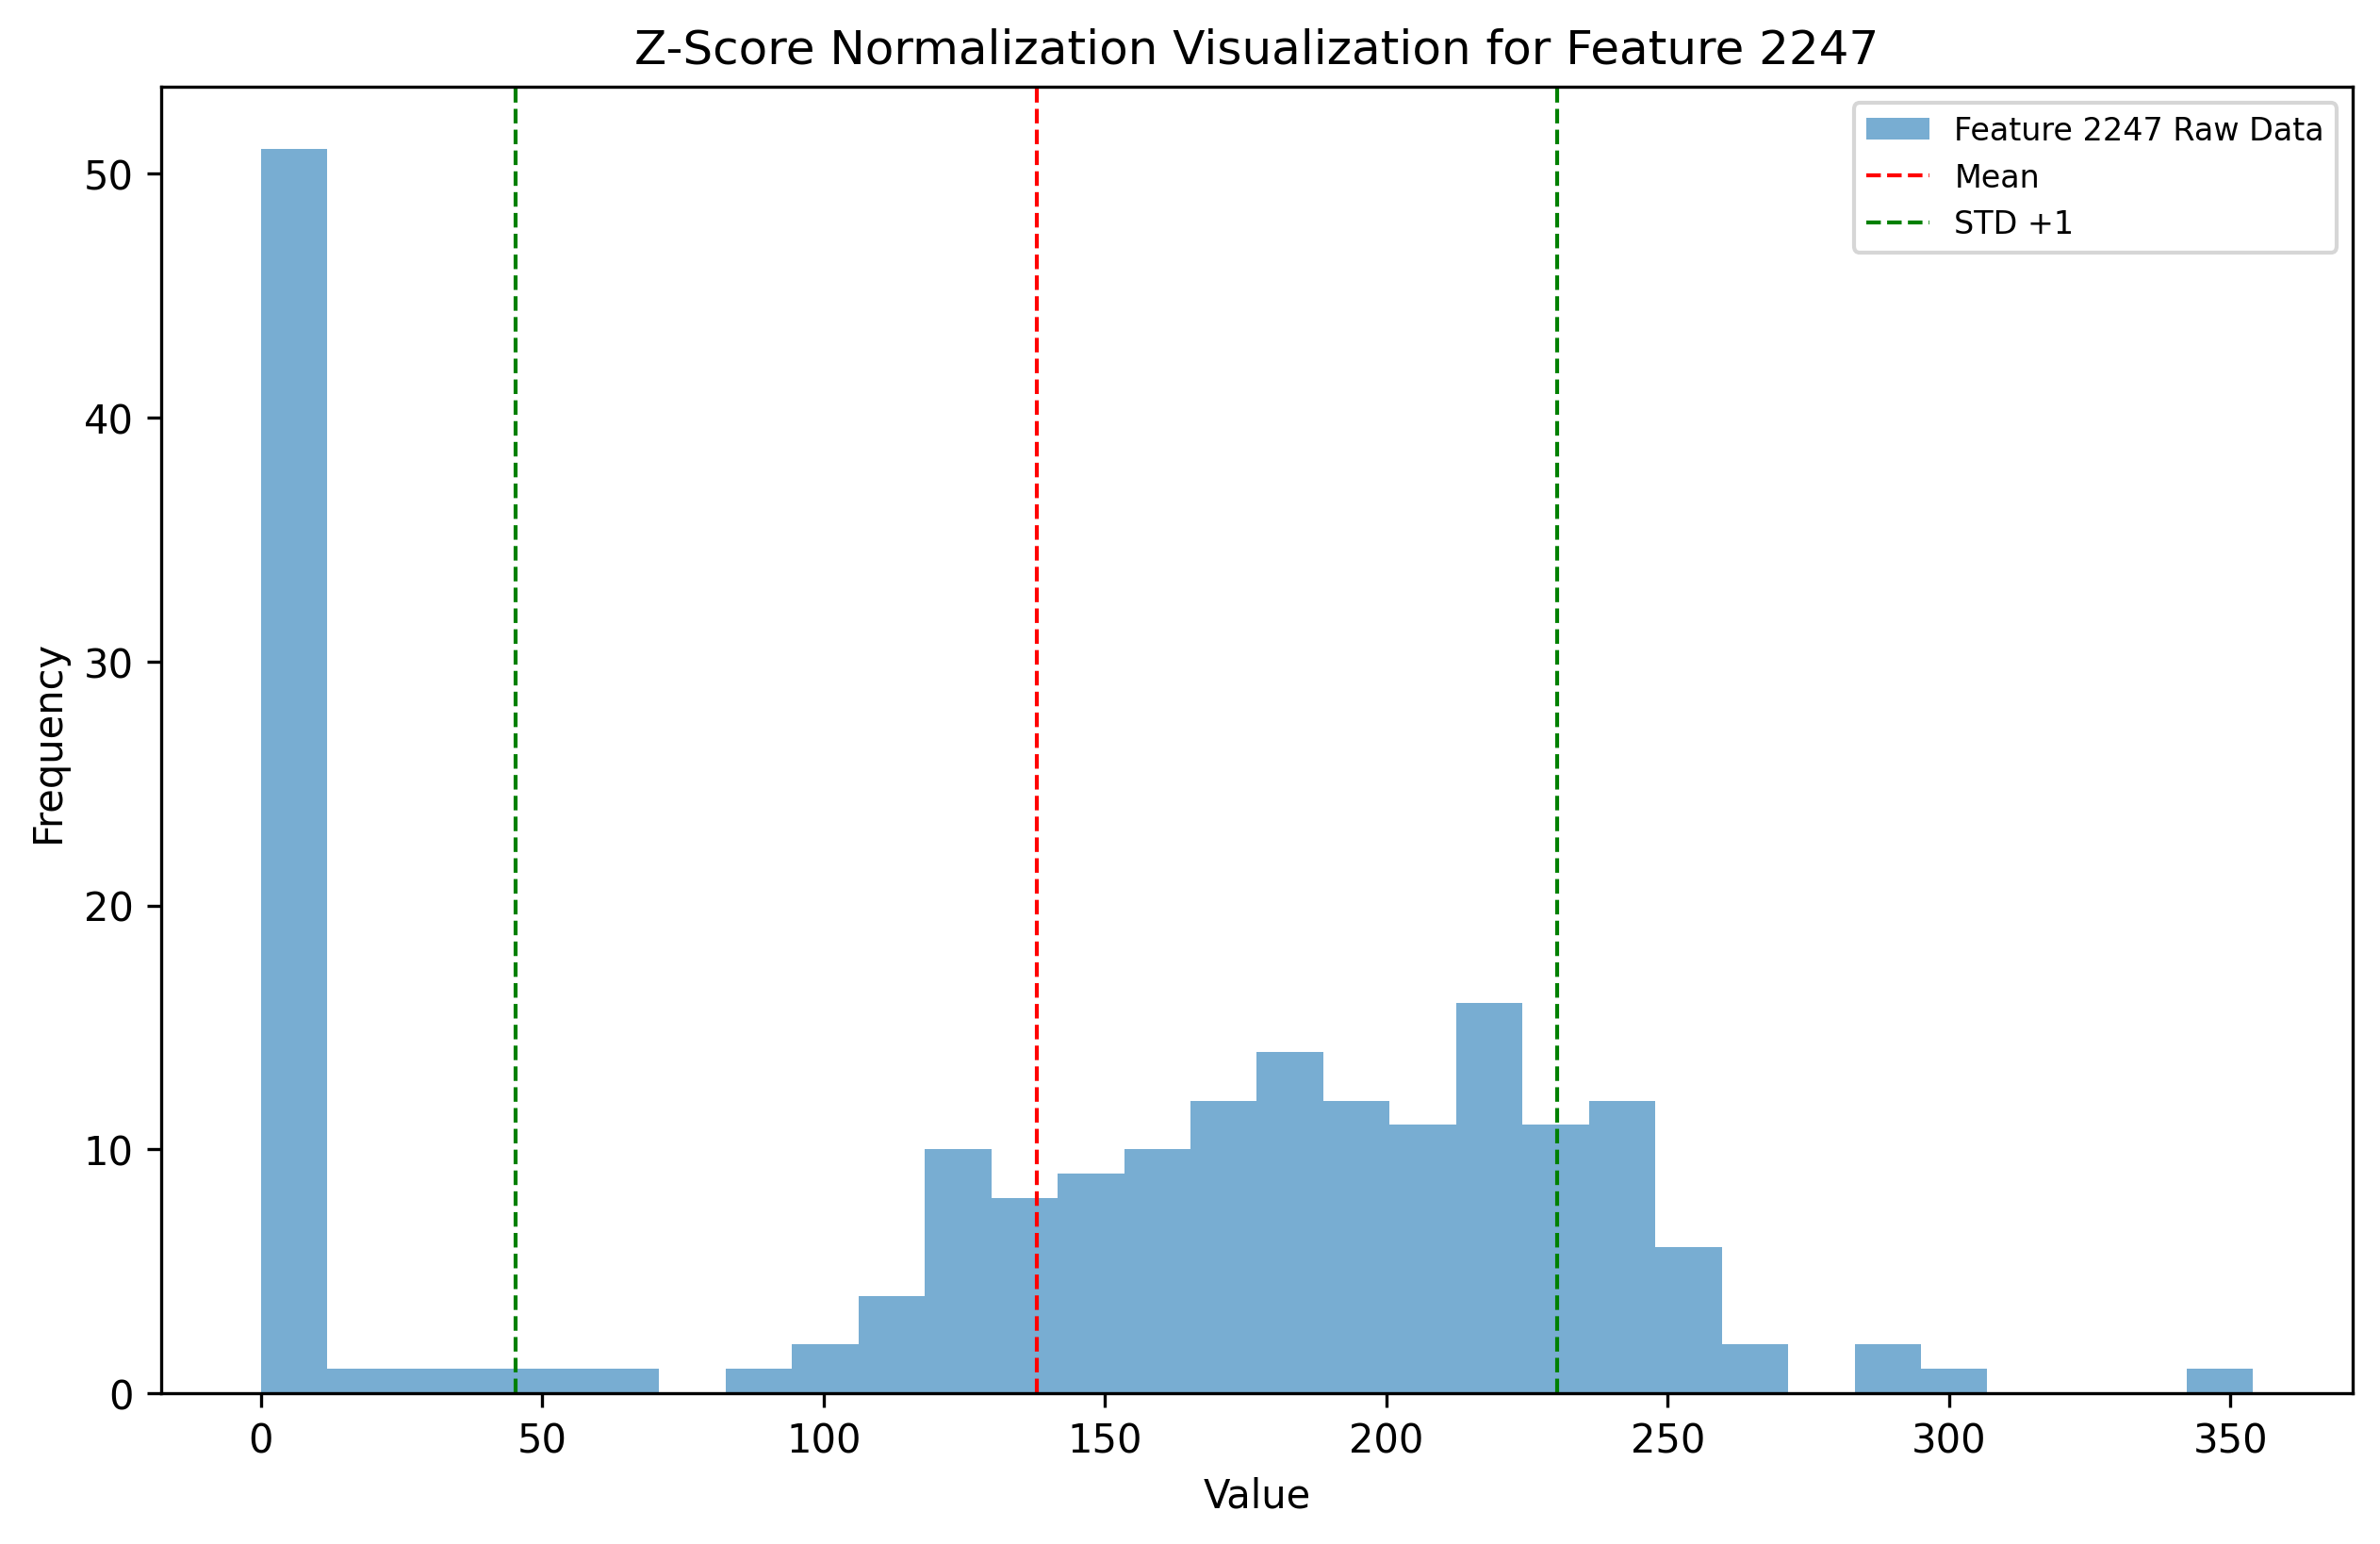 Z-Score Normalization Visualization for Feature 2247
Feature 2247 Raw Data
Mean
STD +1
50
40
30
20
10
0
Frequency
0 50 100 150 200 250 300 350
Value